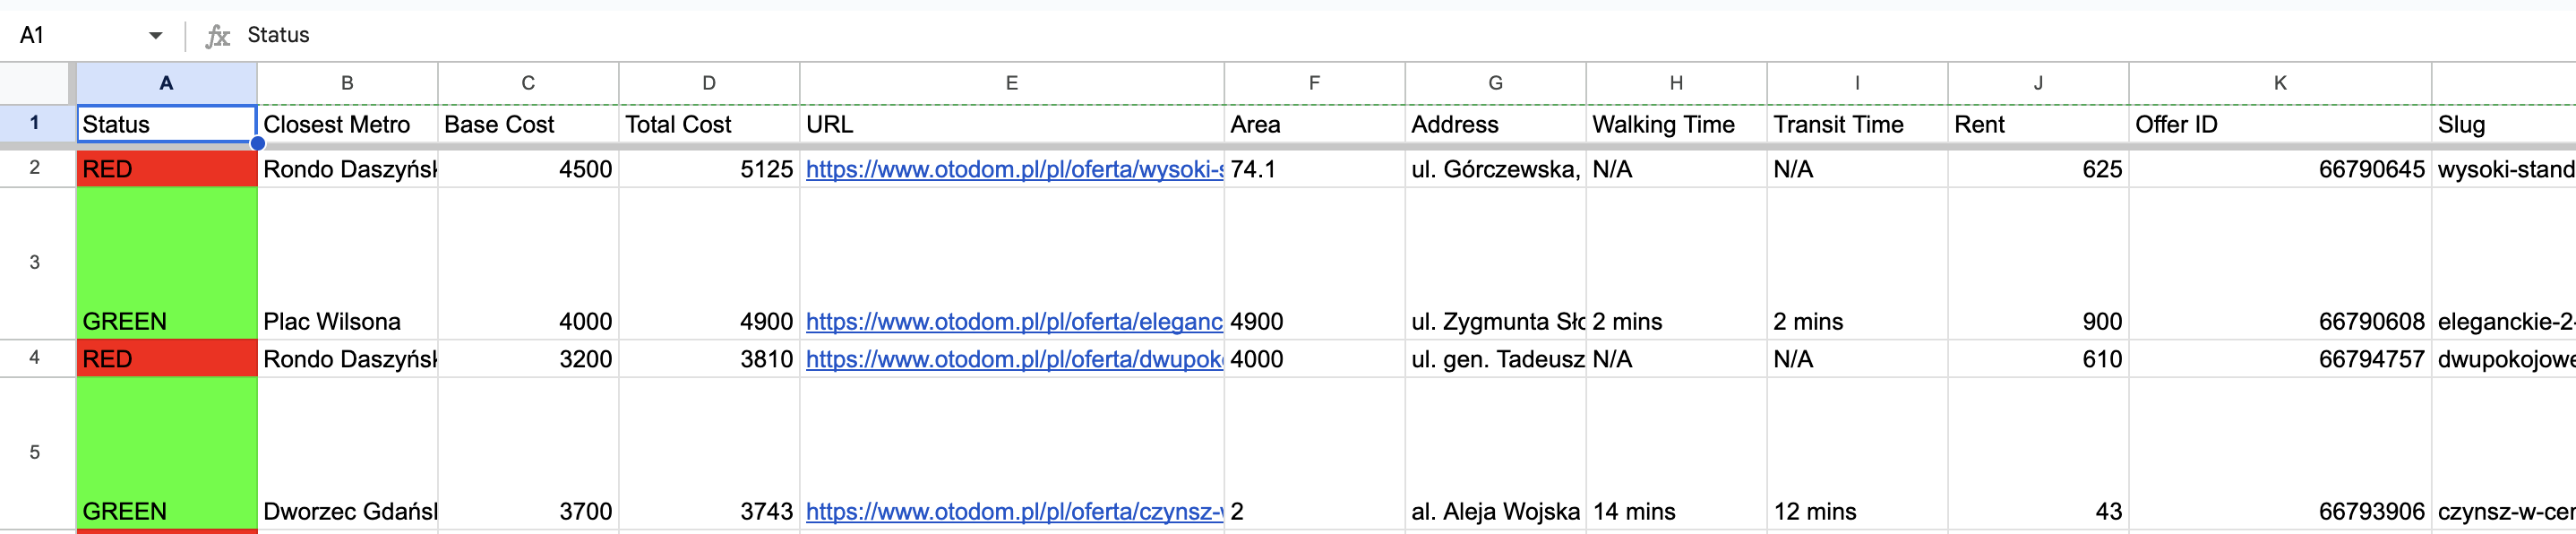 A1 fx Status
A B C D E F G H I J K
1 Status Closest Metro Base Cost Total Cost URL Area Address Walking Time Transit Time Rent Offer ID Slug
2 RED Rondo 4500 5125 https://www.otodom.pl/pl/oferta/wysoki- 74.1 ul. Górczewska, N/A N/A 625 66790645 wysoki-stand
3 GREEN Plac Wilsona 4000 4900 https://www.otodom.pl/pl/oferta/eleganc 4900 ul. Zygmunta 2 mins 2 mins 900 66790608 eleganckie-2-
4 RED Rondo 3200 3810 https://www.otodom.pl/pl/oferta/dwupok 4000 ul. gen. Tadeusz N/A N/A 610 66794757 dwupokojowe
5 GREEN Dworzec 3700 3743 https://www.otodom.pl/pl/oferta/czynsz- 2 al. Aleja Wojska 14 mins 12 mins 43 66793906 czynsz-w-cer